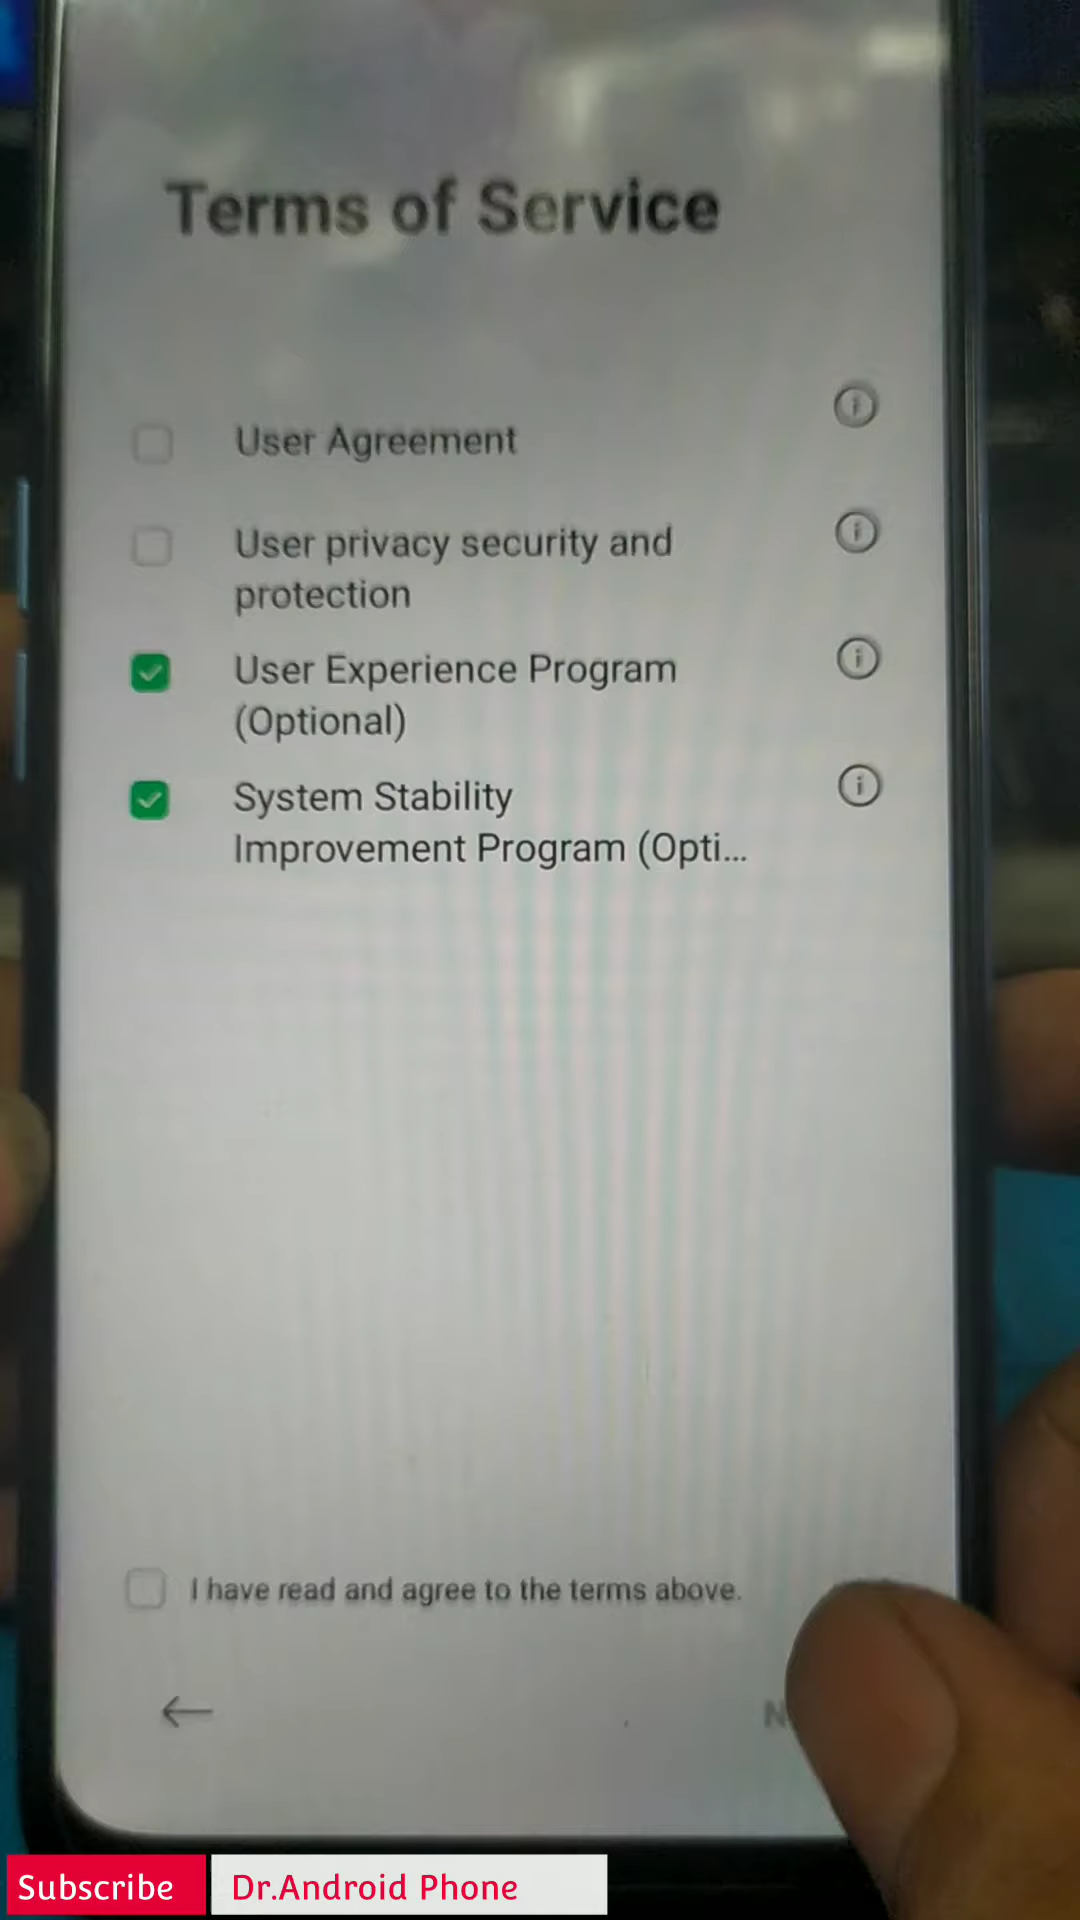 Terms of Service
User Agreement
User privacy security and
protection
User Experience Program
(Optional)
System Stability
Improvement Program (Opti...
I have read and agree to the terms above.
Subscribe
Dr.Android Phone